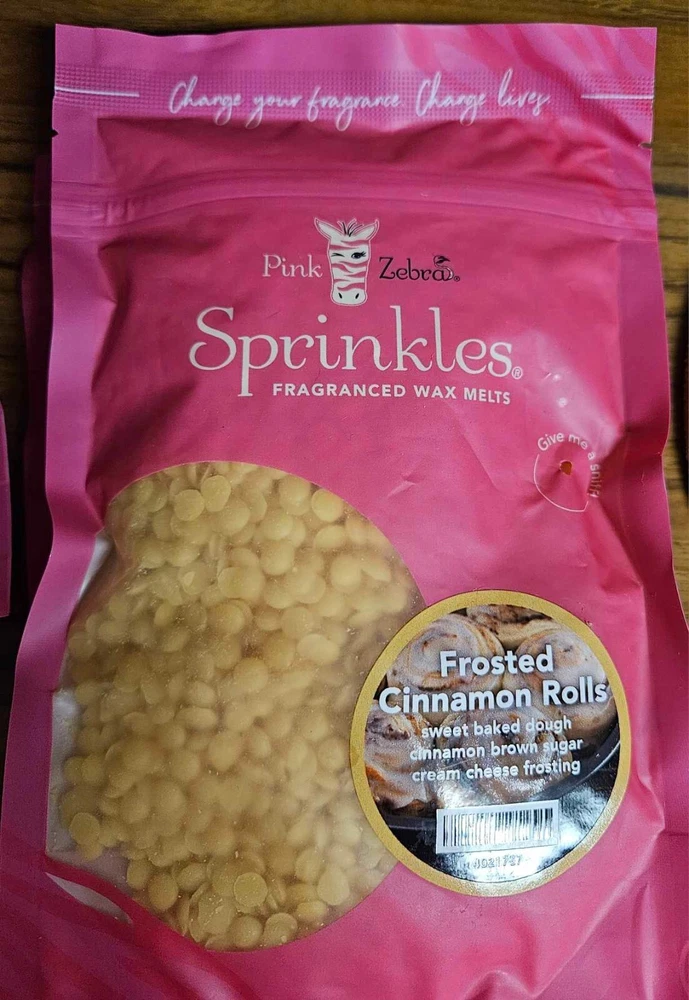 Change your fragrance Change lives
Pink Zebra®
Sprinkles®
FRAGRANCED WAX MELTS
Give me a sniff!
Frosted
Cinnamon Rolls
sweet baked dough
cinnamon brown sugar
cream cheese frosting